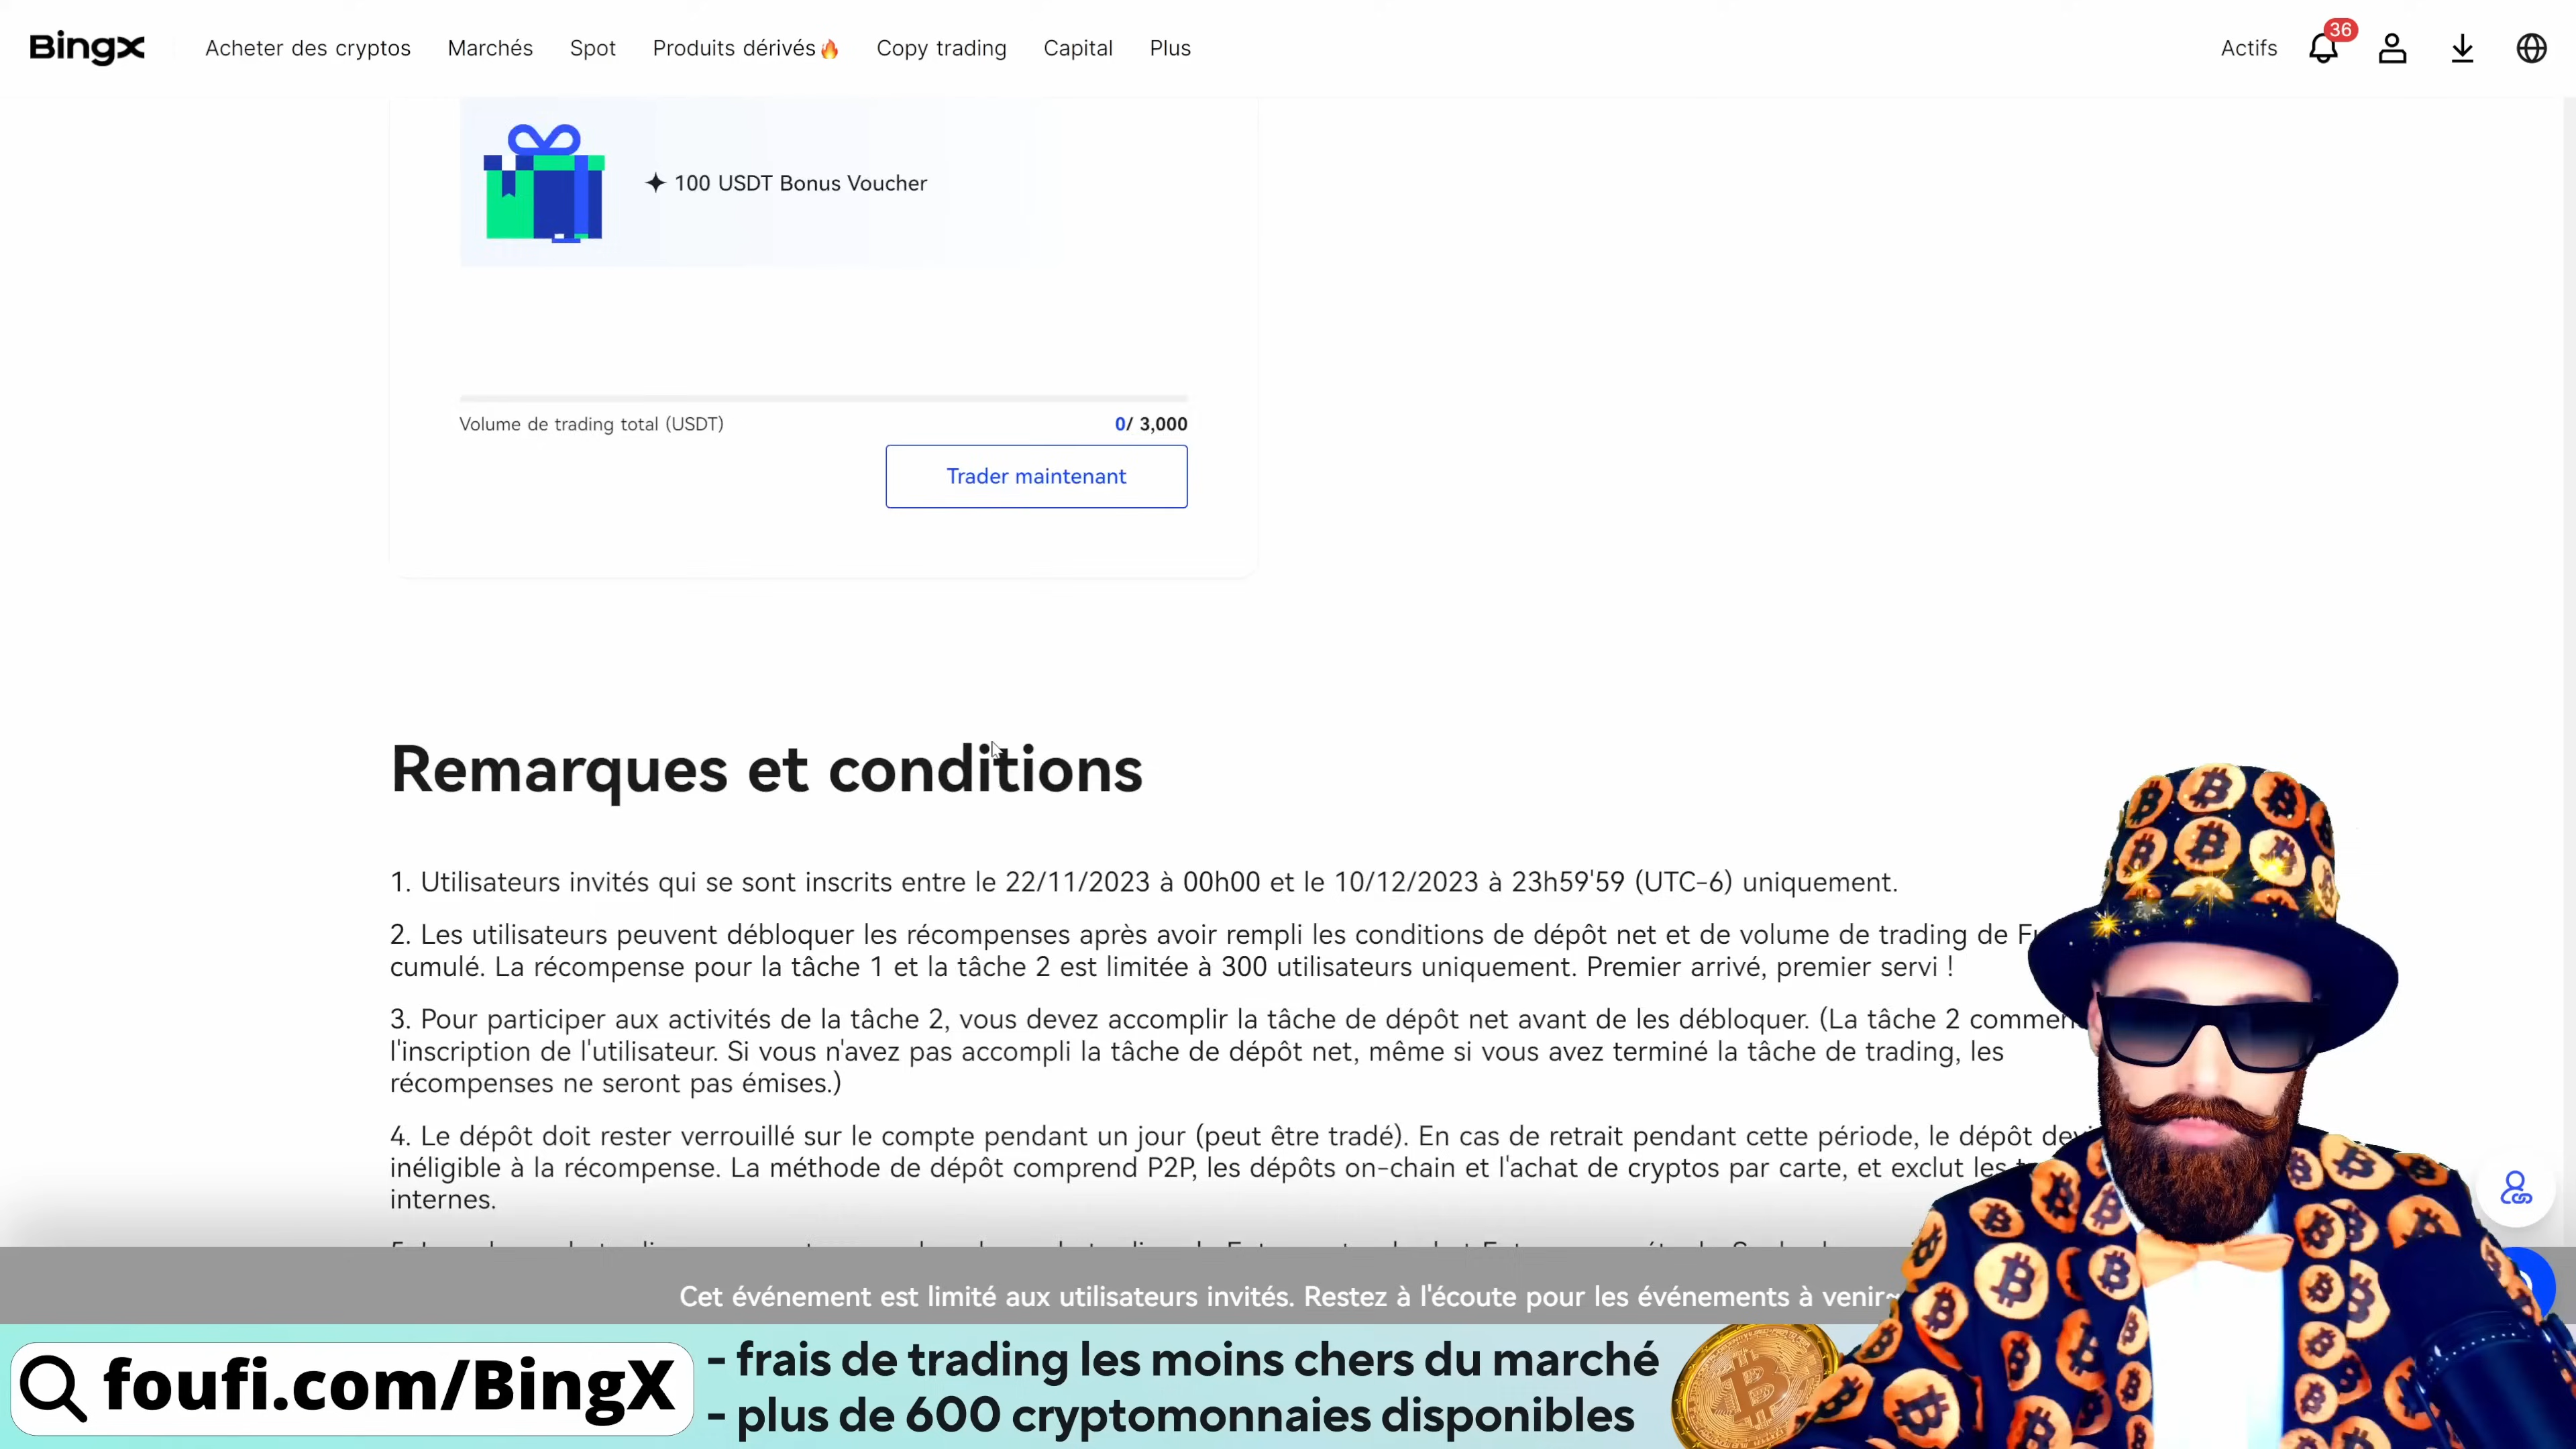 BingX
Acheter des cryptos Marchés Spot Produits dérivés Copy trading Capital Plus Actifs 36
100 USDT Bonus Voucher
Volume de trading total (USDT) 0/ 3,000
Trader maintenant
Remarques et conditions
1. Utilisateurs invités qui se sont inscrits entre le 22/11/2023 à 00h00 et le 10/12/2023 à 23h59'59 (UTC-6) uniquement.
2. Les utilisateurs peuvent débloquer les récompenses après avoir rempli les conditions de dépôt net et de volume de trading de
cumulé. La récompense pour la tâche 1 et la tâche 2 est limitée à 300 utilisateurs uniquement. Premier arrivé, premier servi !
3. Pour participer aux activités de la tâche 2, vous devez accomplir la tâche de dépôt net avant de les débloquer. (La tâche 2
l'inscription de l'utilisateur. Si vous n'avez pas accompli la tâche de dépôt net, même si vous avez terminé la tâche de trading, les
récompenses ne seront pas émises.)
4. Le dépôt doit rester verrouillé sur le compte pendant un jour (peut être tradé). En cas de retrait pendant cette période, le dépôt
inéligible à la récompense. La méthode de dépôt comprend P2P, les dépôts on-chain et l'achat de cryptos par carte, et exclut les
internes.
Cet événement est limité aux utilisateurs invités. Restez à l'écoute pour les événements à venir~
foufi.com/BingX
- frais de trading les moins chers du marché
- plus de 600 cryptomonnaies disponibles